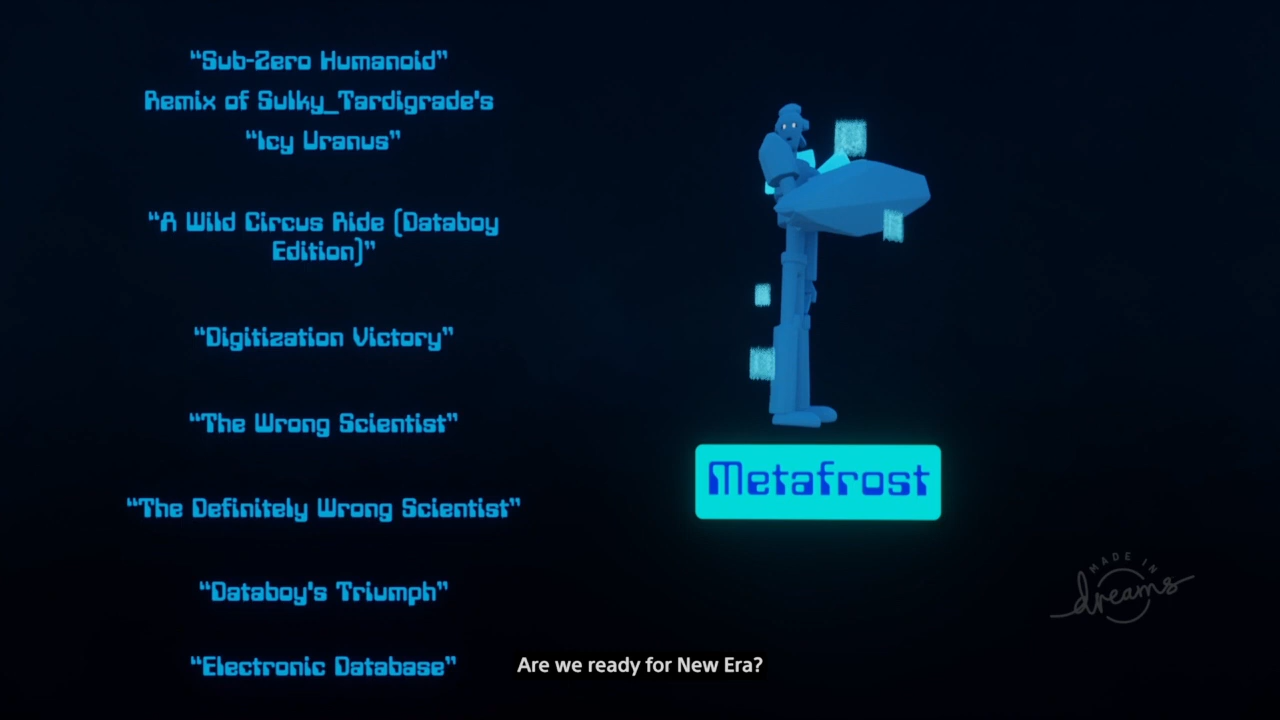 “Sub-Zero Humanoid”
Remix of Sulky_Tardigrade's
“Icy Uranus”
“A Wild Circus Ride (Databoy
Edition)”
“Digitization Victory”
“The Wrong Scientist”
“The Definitely Wrong Scientist”
“Databoy's Triumph”
“Electronic Database”
Metafrost
MADE IN
dreams
Are we ready for New Era?